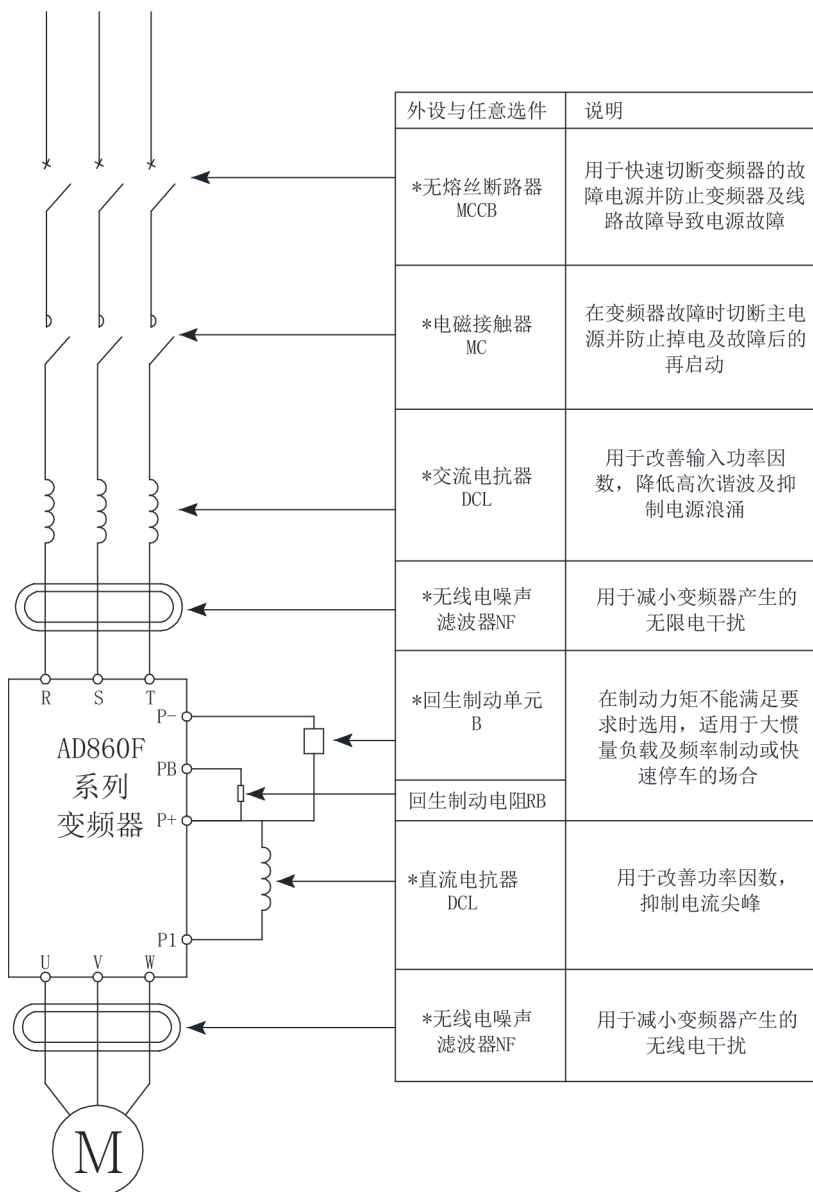 外设与任意选件 说明
*无熔丝断路器
MCCB
用于快速切断变频器的故
障电源并防止变频器及线
路故障导致电源故障
*电磁接触器
MC
在变频器故障时切断主电
源并防止掉电及故障后的
再启动
*交流电抗器
DCL
用于改善输入功率因
数，降低高次谐波及抑
制电源浪涌
*无线电噪声
滤波器NF
用于减小变频器产生的
无限电干扰
*回生制动单元
B
在制动力矩不能满足要
求时选用，适用于大惯
量负载及频率制动或快
速停车的场合
回生制动电阻RB
*直流电抗器
DCL
用于改善功率因数，
抑制电流尖峰
*无线电噪声
滤波器NF
用于减小变频器产生的
无线电干扰
R S T
P-
PB
P+
P1
AD860F
系列
变频器
U V W
M